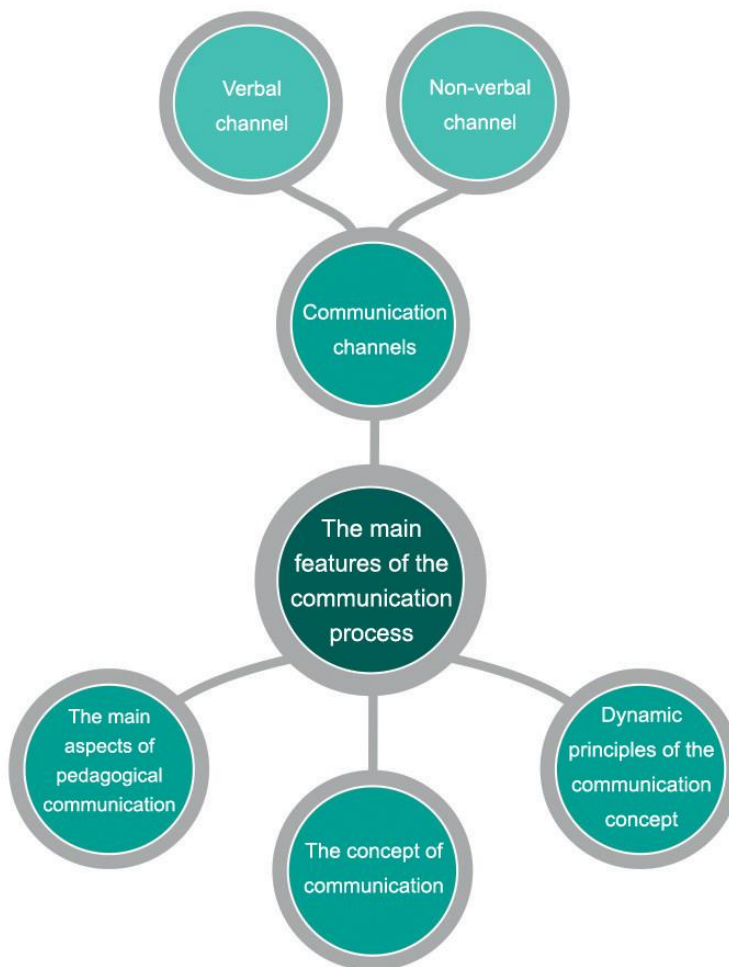 Verbal
channel
Non-verbal
channel
Communication
channels
The main
features of the
communication
process
The main
aspects of
pedagogical
communication
The concept of
communication
Dynamic
principles of the
communication
concept